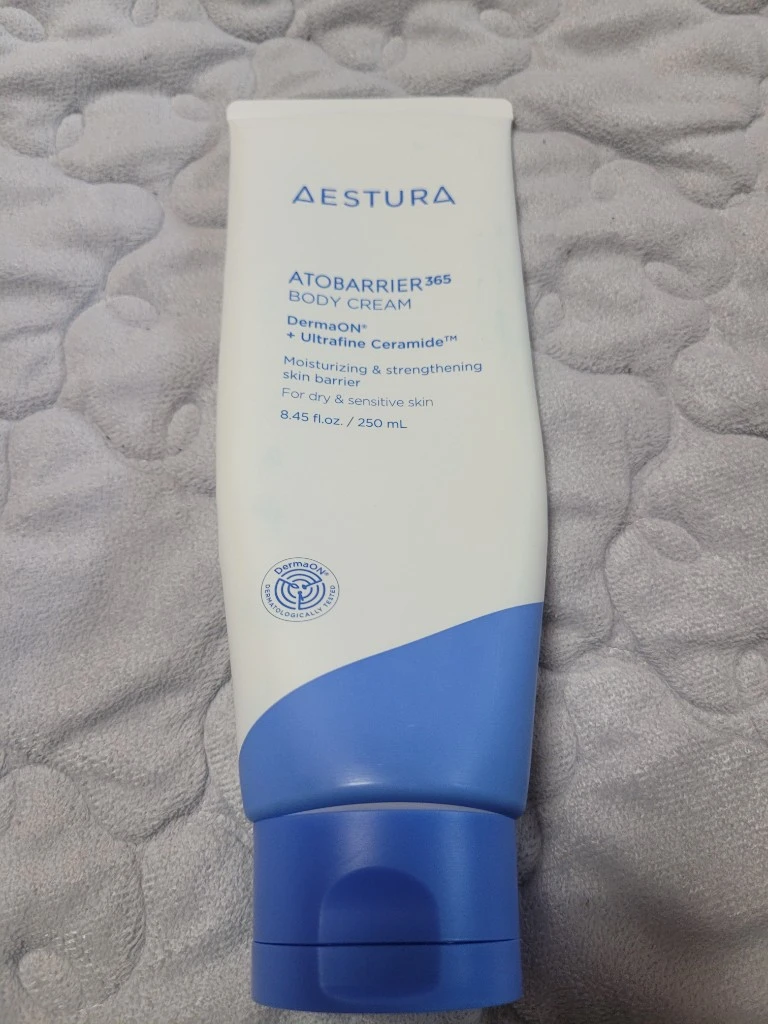 AESTURA
ATOBARRIER³⁶⁵
BODY CREAM
DermaON®
+ Ultrafine Ceramide™
Moisturizing & strengthening
skin barrier
For dry & sensitive skin
8.45 fl.oz. / 250 mL
DermaON®
DERMATOLOGICALLY TESTED